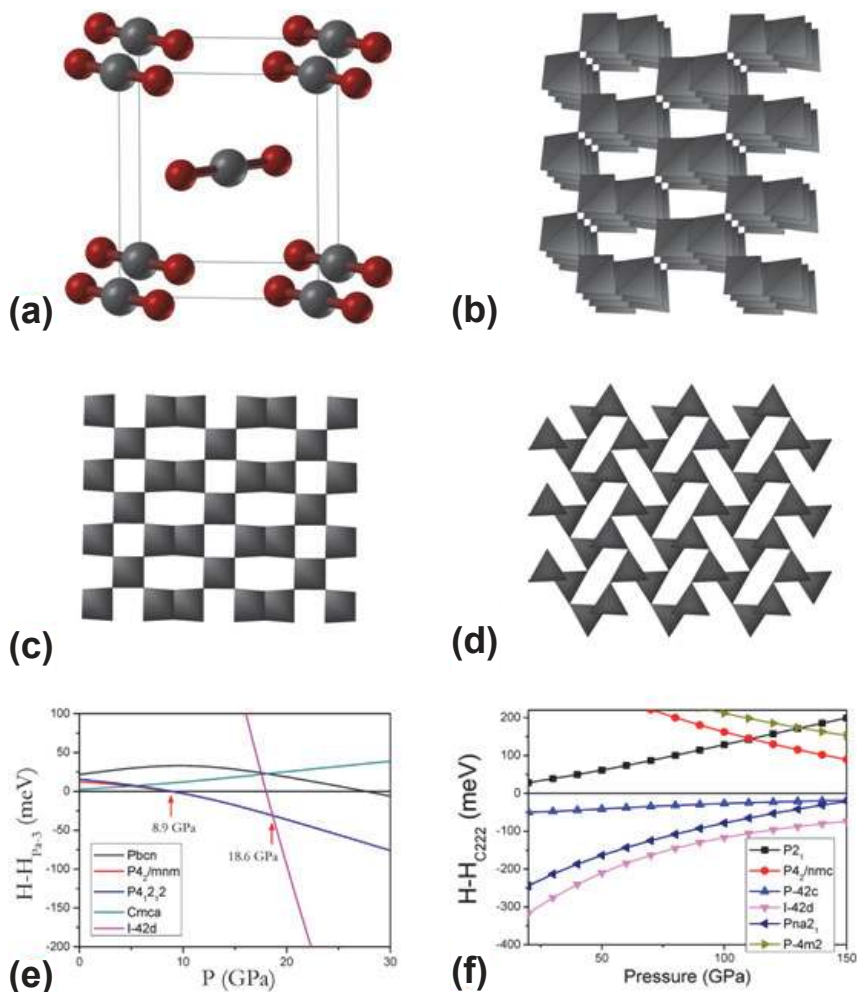 (a)
(b)
(c)
(d)
H-H_{Pa-3} (meV)
100
50
0
-50
-100
-150
-200
8.9 GPa
18.6 GPa
Pbcn
P4_2/mnm
P4_12_12
Cmca
I-42d
0
10
20
30
P (GPa)
(e)
H-H_{C222} (meV)
200
100
0
-100
-200
-300
-400
P2_1
P4_2/nmc
P-42c
I-42d
Pna2_1
P-4m2
50
100
150
Pressure (GPa)
(f)